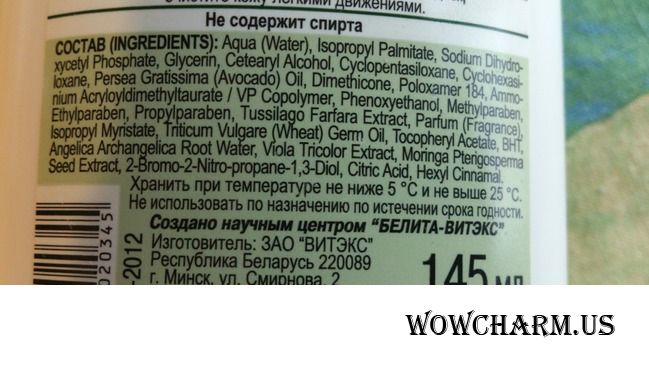 Очистите кожу лёгкими движениями.
Не содержит спирта
СОСТАВ (INGREDIENTS): Aqua (Water), Isopropyl Palmitate, Sodium Dihydro-
xycetyl Phosphate, Glycerin, Cetearyl Alcohol, Cyclopentasiloxane, Cyclohexasi-
loxane, Persea Gratissima (Avocado) Oil, Dimethicone, Poloxamer 184, Ammo-
nium Acryloyldimethyltaurate / VP Copolymer, Phenoxyethanol, Methylparaben,
Ethylparaben, Propylparaben, Tussilago Farfara Extract, Parfum (Fragrance),
Isopropyl Myristate, Triticum Vulgare (Wheat) Germ Oil, Tocopheryl Acetate, BHT,
Angelica Archangelica Root Water, Viola Tricolor Extract, Moringa Pterigosperma
Seed Extract, 2-Bromo-2-Nitro-propane-1,3-Diol, Citric Acid, Hexyl Cinnamal.
Хранить при температуре не ниже 5 °С и не выше 25 °С.
Не использовать по назначению по истечении срока годности.
Создано научным центром "БЕЛИТА-ВИТЭКС"
Изготовитель: ЗАО "ВИТЭКС"
Республика Беларусь 220089
г. Минск, ул. Смирнова, 2
145 мл
020345
-2012
WOWCHARM.US